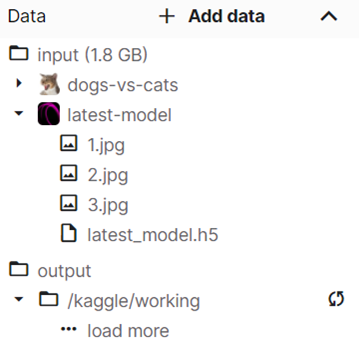 Data + Add data
input (1.8 GB)
dogs-vs-cats
latest-model
1.jpg
2.jpg
3.jpg
latest_model.h5
output
/kaggle/working
load more